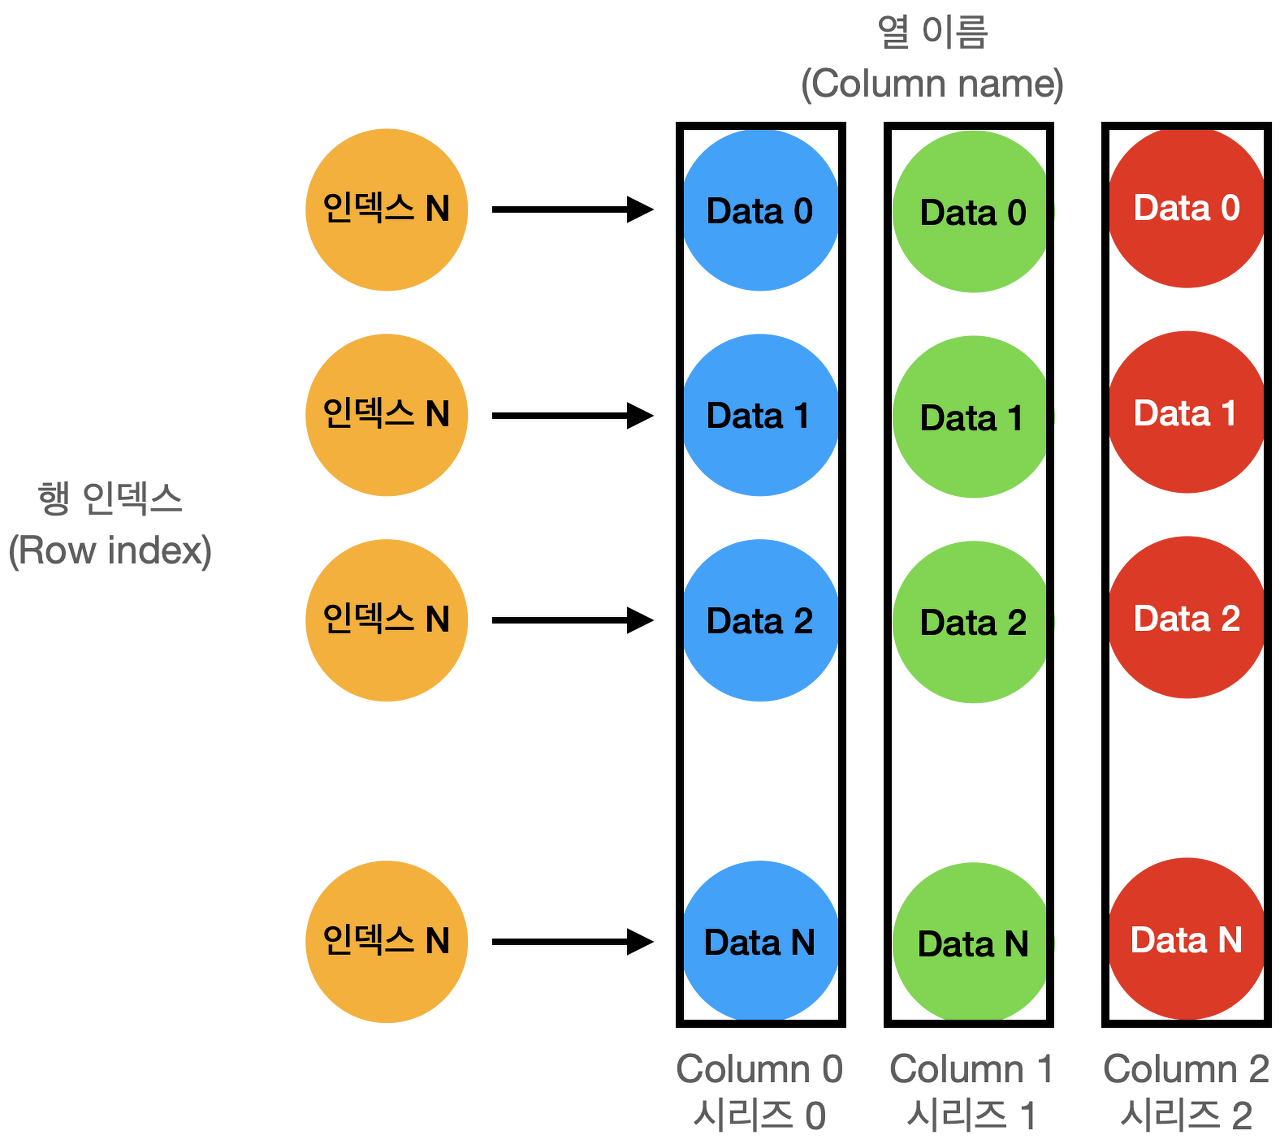 열 이름
(Column name)
인덱스 N
Data 0
Data 0
Data 0
인덱스 N
Data 1
Data 1
Data 1
행 인덱스
(Row index)
인덱스 N
Data 2
Data 2
Data 2
인덱스 N
Data N
Data N
Data N
Column 0
시리즈 0
Column 1
시리즈 1
Column 2
시리즈 2